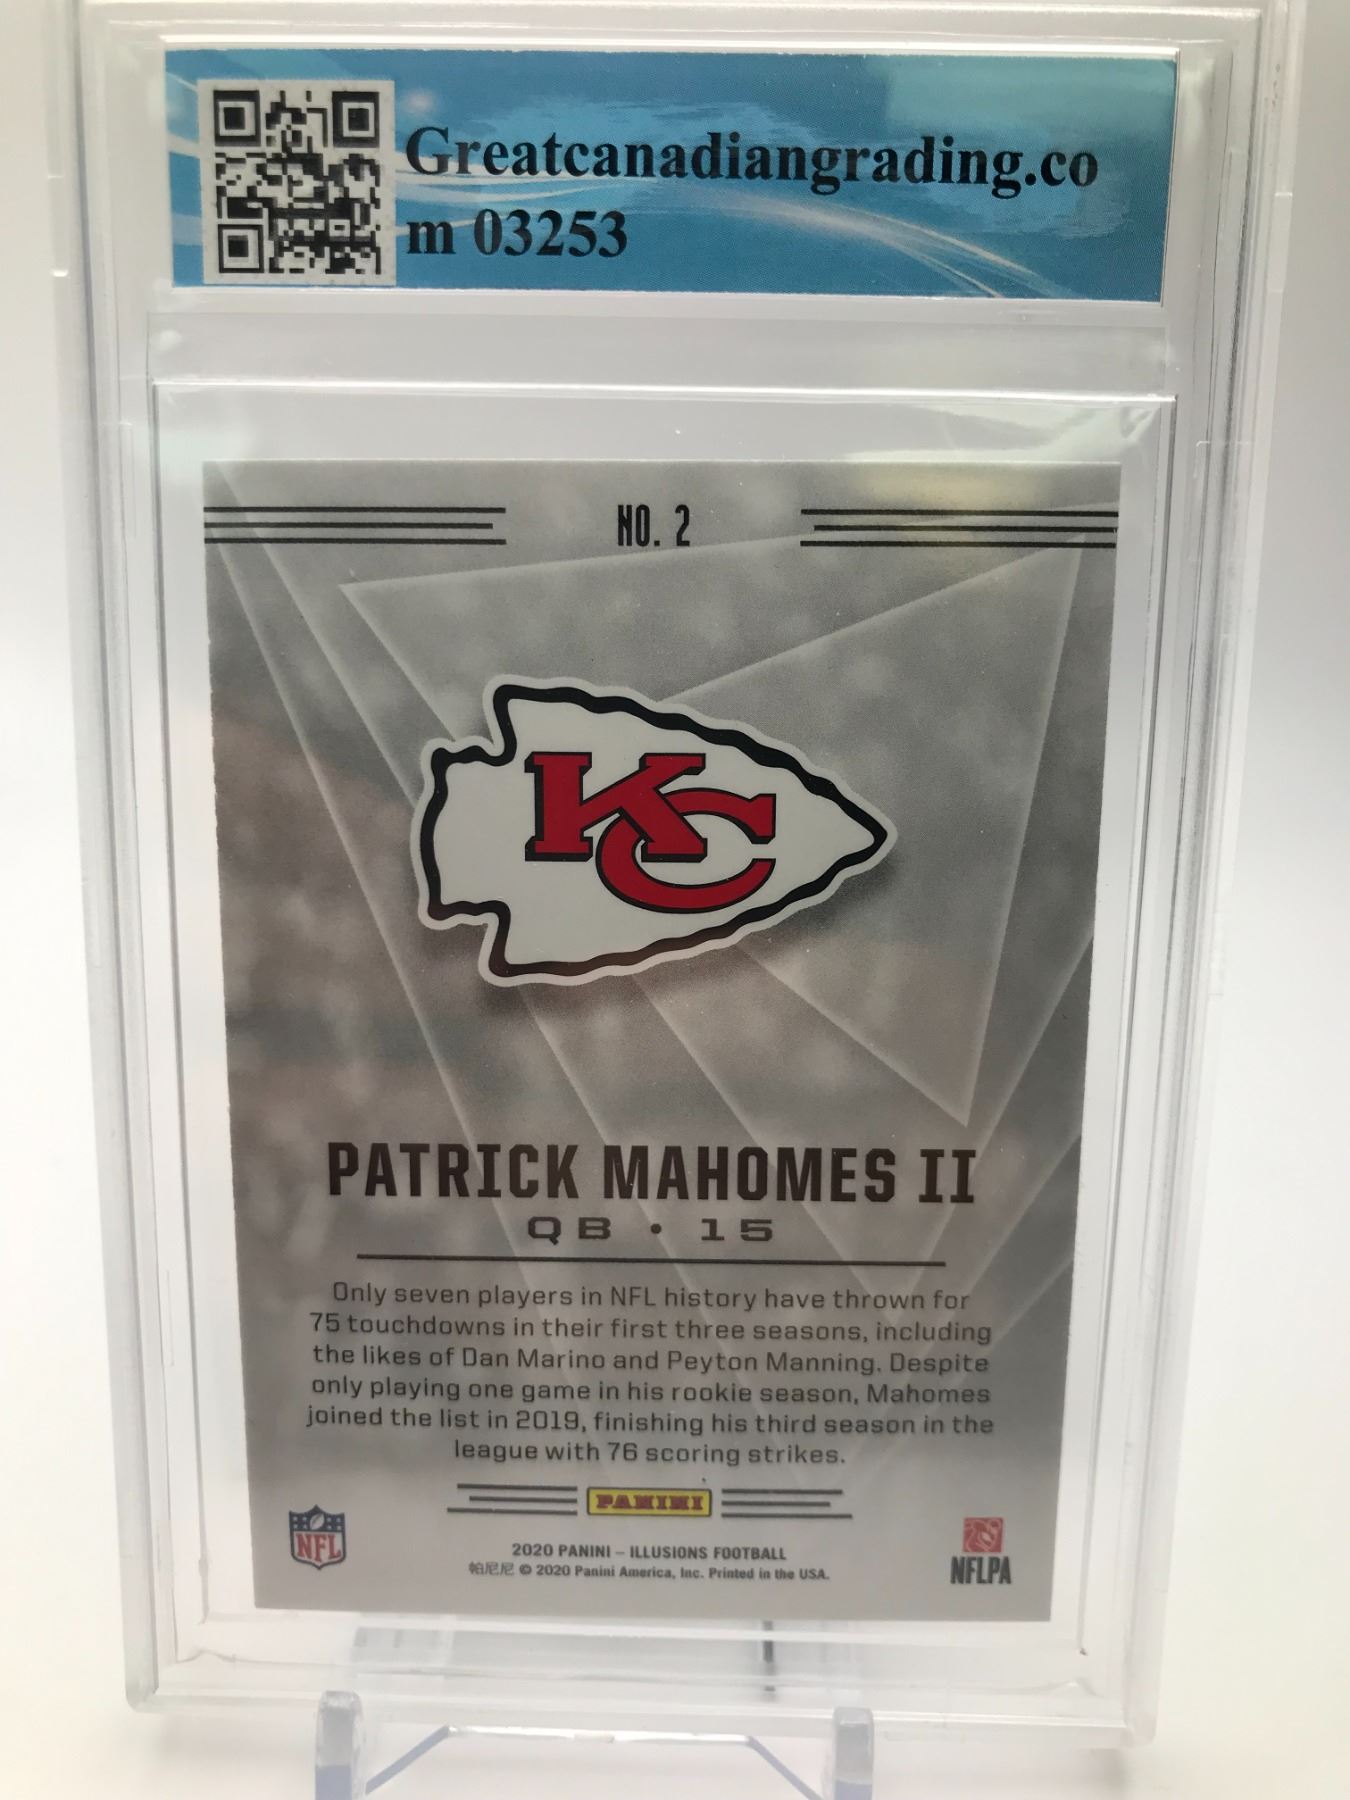 Greatcanadiangrading.co
m 03253
NO. 2
KC
PATRICK MAHOMES II
QB • 15
Only seven players in NFL history have thrown for
75 touchdowns in their first three seasons, including
the likes of Dan Marino and Peyton Manning. Despite
only playing one game in his rookie season, Mahomes
joined the list in 2019, finishing his third season in the
league with 76 scoring strikes.
PANINI
NFL
2020 PANINI – ILLUSIONS FOOTBALL
帕尼尼 © 2020 Panini America, Inc. Printed in the USA.
NFLPA